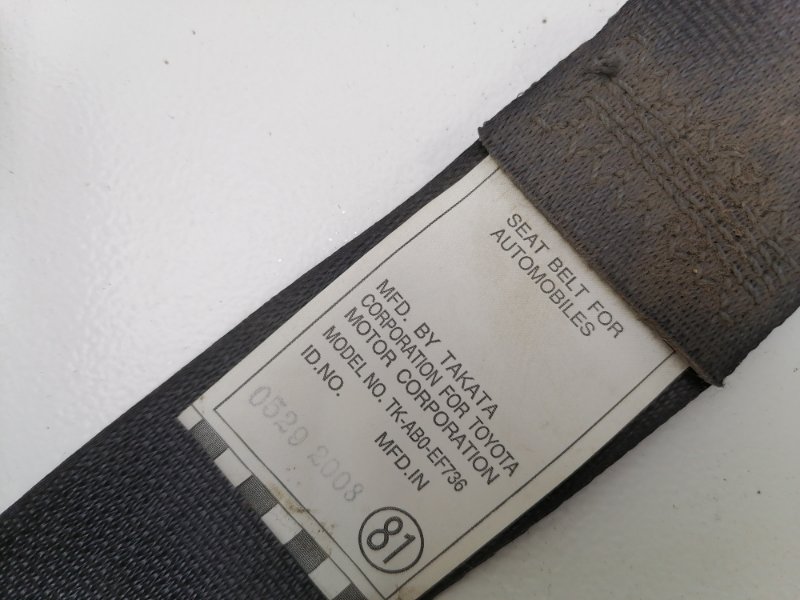 SEAT BELT FOR
AUTOMOBILES
MFD. BY TAKATA
CORPORATION FOR TOYOTA
MOTOR CORPORATION
MODEL NO. TK-AB0-EF736
ID.NO. MFD.IN
0529 2008
81